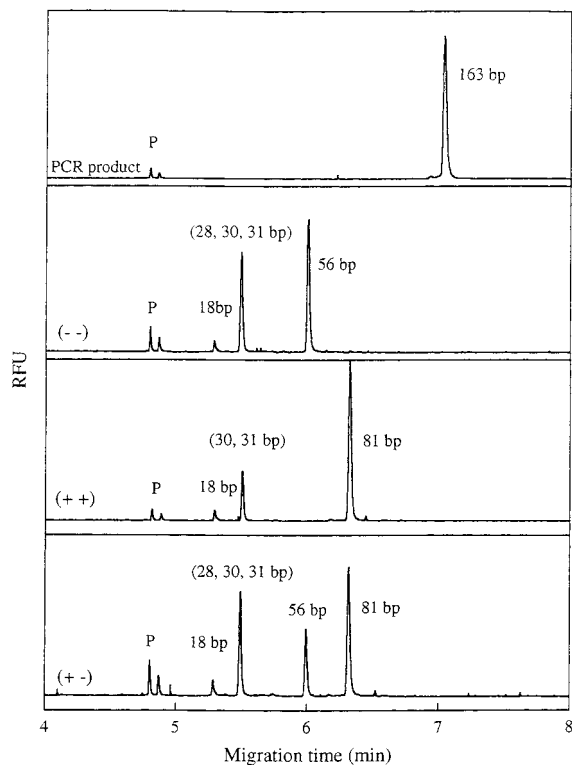 163 bp
P
PCR product
(28, 30, 31 bp)
56 bp
P
18bp
(- -)
(30, 31 bp)
81 bp
P
18 bp
(+ +)
(28, 30, 31 bp)
56 bp
81 bp
P
18 bp
(+ -)
RFU
4 5 6 7 8
Migration time (min)